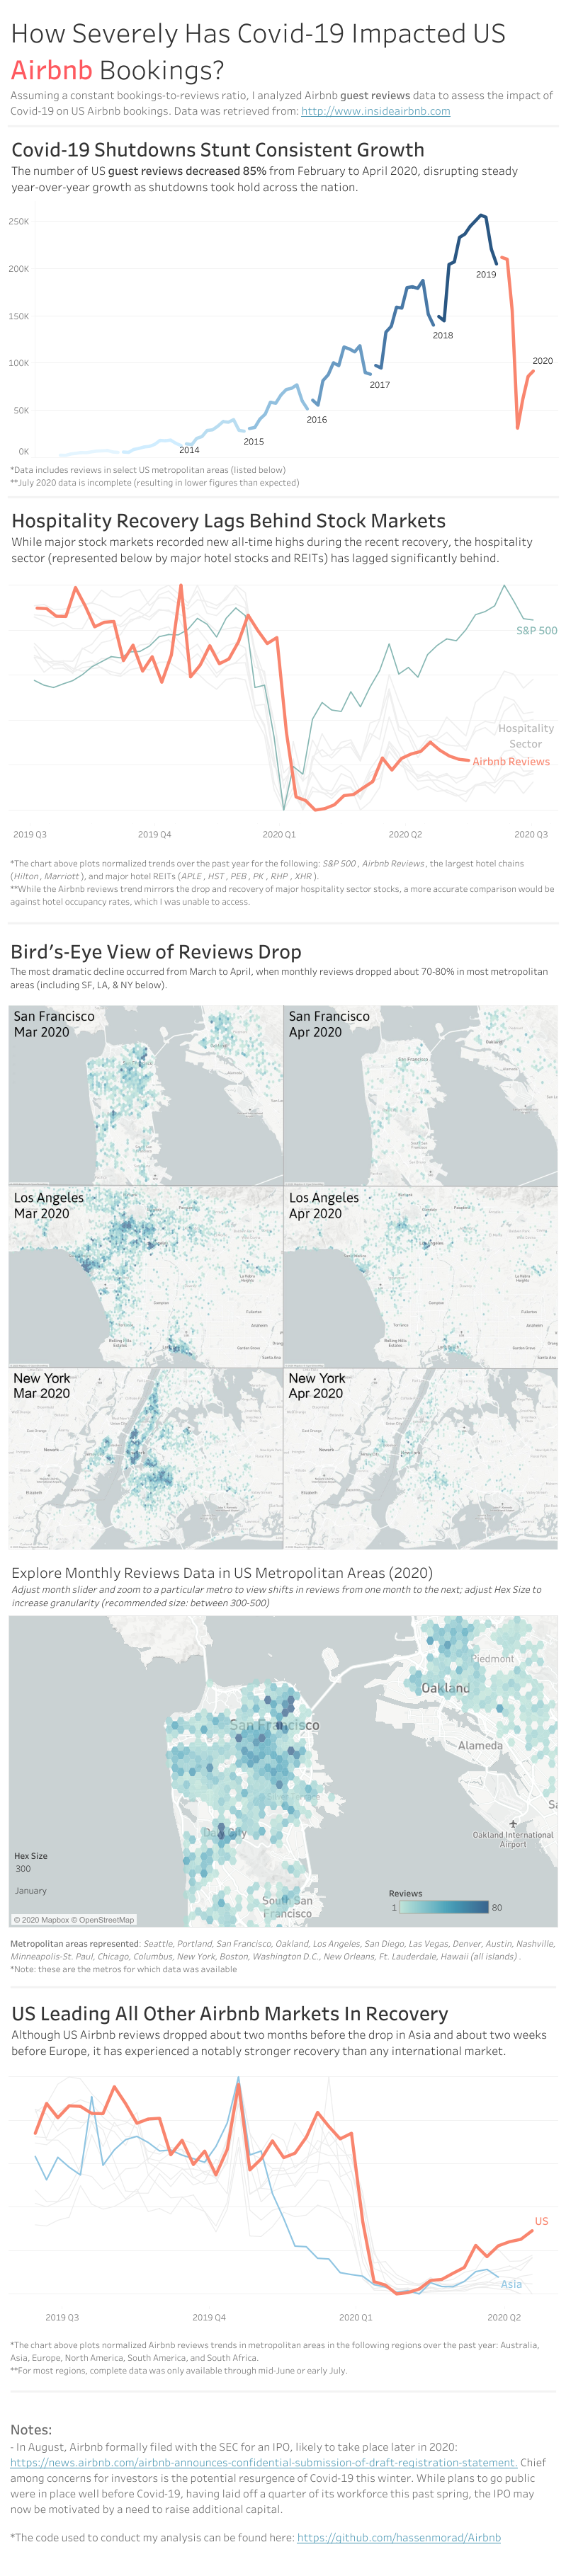 How Severely Has Covid-19 Impacted US
Airbnb Bookings?
Assuming a constant bookings-to-reviews ratio, I analyzed Airbnb guest reviews data to assess the impact of
Covid-19 on US Airbnb bookings. Data was retrieved from: http://www.insideairbnb.com
Covid-19 Shutdowns Stunt Consistent Growth
The number of US guest reviews decreased 85% from February to April 2020, disrupting steady
year-over-year growth as shutdowns took hold across the nation.
250K
200K
150K
100K
50K
0K
2014
2015
2016
2017
2018
2019
2020
*Data includes reviews in select US metropolitan areas (listed below)
**July 2020 data is incomplete (resulting in lower figures than expected)
Hospitality Recovery Lags Behind Stock Markets
While major stock markets recorded new all-time highs during the recent recovery, the hospitality
sector (represented below by major hotel stocks and REITs) has lagged significantly behind.
S&P 500
Hospitality
Sector
Airbnb Reviews
2019 Q3
2019 Q4
2020 Q1
2020 Q2
2020 Q3
*The chart above plots normalized trends over the past year for the following: S&P 500 , Airbnb Reviews , the largest hotel chains
(Hilton , Marriott ), and major hotel REITs (APLE , HST , PEB , PK , RHP , XHR ).
**While the Airbnb reviews trend mirrors the drop and recovery of major hospitality sector stocks, a more accurate comparison would be
against hotel occupancy rates, which I was unable to access.
Bird's-Eye View of Reviews Drop
The most dramatic decline occurred from March to April, when monthly reviews dropped about 70-80% in most metropolitan
areas (including SF, LA, & NY below).
San Francisco
Mar 2020
San Francisco
Apr 2020
Los Angeles
Mar 2020
Los Angeles
Apr 2020
New York
Mar 2020
New York
Apr 2020
Explore Monthly Reviews Data in US Metropolitan Areas (2020)
Adjust month slider and zoom to a particular metro to view shifts in reviews from one month to the next; adjust Hex Size to
increase granularity (recommended size: between 300-500)
Piedmont
Oakland
San Francisco
Alameda
Daly City
Oakland International
Airport
South San
Francisco
Hex Size
300
January
Reviews
1
80
© 2020 Mapbox © OpenStreetMap
Metropolitan areas represented: Seattle, Portland, San Francisco, Oakland, Los Angeles, San Diego, Las Vegas, Denver, Austin, Nashville,
Minneapolis-St. Paul, Chicago, Columbus, New York, Boston, Washington D.C., New Orleans, Ft. Lauderdale, Hawaii (all islands) .
*Note: these are the metros for which data was available
US Leading All Other Airbnb Markets In Recovery
Although US Airbnb reviews dropped about two months before the drop in Asia and about two weeks
before Europe, it has experienced a notably stronger recovery than any international market.
US
Asia
2019 Q3
2019 Q4
2020 Q1
2020 Q2
*The chart above plots normalized Airbnb reviews trends in metropolitan areas in the following regions over the past year: Australia,
Asia, Europe, North America, South America, and South Africa.
**For most regions, complete data was only available through mid-June or early July.
Notes:
- In August, Airbnb formally filed with the SEC for an IPO, likely to take place later in 2020:
https://news.airbnb.com/airbnb-announces-confidential-submission-of-draft-registration-statement. Chief
among concerns for investors is the potential resurgence of Covid-19 this winter. While plans to go public
were in place well before Covid-19, having laid off a quarter of its workforce this past spring, the IPO may
now be motivated by a need to raise additional capital.
*The code used to conduct my analysis can be found here: https://github.com/hassenmorad/Airbnb